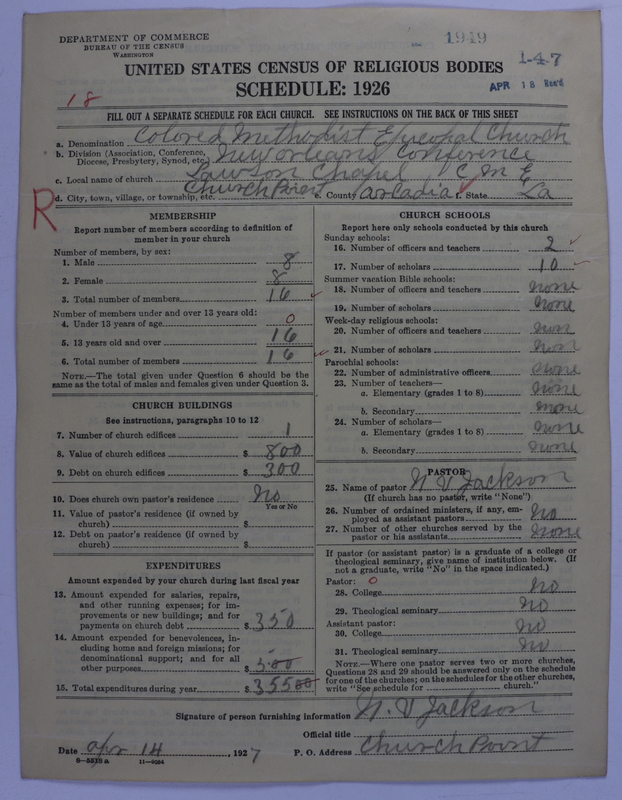 DEPARTMENT OF COMMERCE
BUREAU OF THE CENSUS
WASHINGTON
1949
1-47
APR 18 Rec'd
UNITED STATES CENSUS OF RELIGIOUS BODIES
SCHEDULE: 1926
18
FILL OUT A SEPARATE SCHEDULE FOR EACH CHURCH. SEE INSTRUCTIONS ON THE BACK OF THIS SHEET
a. Denomination Colored Methodist Episcopal Church
b. Division (Association, Conference, Diocese, Presbytery, Synod, etc.) New Orleans Conference
c. Local name of church Lawson Chapel C M E
d. City, town, village, or township, etc. Church Point e. County Arcadia f. State La
R
MEMBERSHIP
Report number of members according to definition of
member in your church
Number of members, by sex:
1. Male 8
2. Female 8
3. Total number of members 16
Number of members under and over 13 years old:
4. Under 13 years of age 0
5. 13 years old and over 16
6. Total number of members 16
NOTE.—The total given under Question 6 should be
same as the total of males and females given under Question 3.
CHURCH BUILDINGS
See instructions, paragraphs 10 to 12
7. Number of church edifices 1
8. Value of church edifices $ 800
9. Debt on church edifices $ 300
10. Does church own pastor's residence No
Yes or No
11. Value of pastor's residence (if owned by
church) $
12. Debt on pastor's residence (if owned by
church) $
EXPENDITURES
Amount expended by your church during last fiscal year
13. Amount expended for salaries, repairs,
and other running expenses; for im-
provements or new buildings; and for
payments on church debt $ 350
14. Amount expended for benevolences, in-
cluding home and foreign missions; for
denominational support; and for all
other purposes $ 500
15. Total expenditures during year $ 35500
CHURCH SCHOOLS
Report here only schools conducted by this church
Sunday schools:
16. Number of officers and teachers 2
17. Number of scholars 10
Summer vacation Bible schools:
18. Number of officers and teachers none
19. Number of scholars none
Week-day religious schools:
20. Number of officers and teachers non
21. Number of scholars non
Parochial schools:
22. Number of administrative officers none
23. Number of teachers—
a. Elementary (grades 1 to 8) none
b. Secondary none
24. Number of scholars—
a. Elementary (grades 1 to 8) none
b. Secondary none
PASTOR
25. Name of pastor N V Jackson
(If church has no pastor, write "None")
26. Number of ordained ministers, if any, em-
ployed as assistant pastors No
27. Number of other churches served by the
pastor or his assistants none
If pastor (or assistant pastor) is a graduate of a college or
theological seminary, give name of institution below. (If
not a graduate, write "No" in the space indicated.)
Pastor: 0
28. College no
29. Theological seminary no
Assistant pastor:
30. College no
31. Theological seminary no
NOTE.—Where one pastor serves two or more churches,
Questions 28 and 29 should be answered only on the schedule
for one of the churches; on the schedules for the other churches,
write "See schedule for church."
Signature of person furnishing information N. V Jackson
Official title
Date apr 14, 1927 P. O. Address Church Point
8—5518 a 11—9264